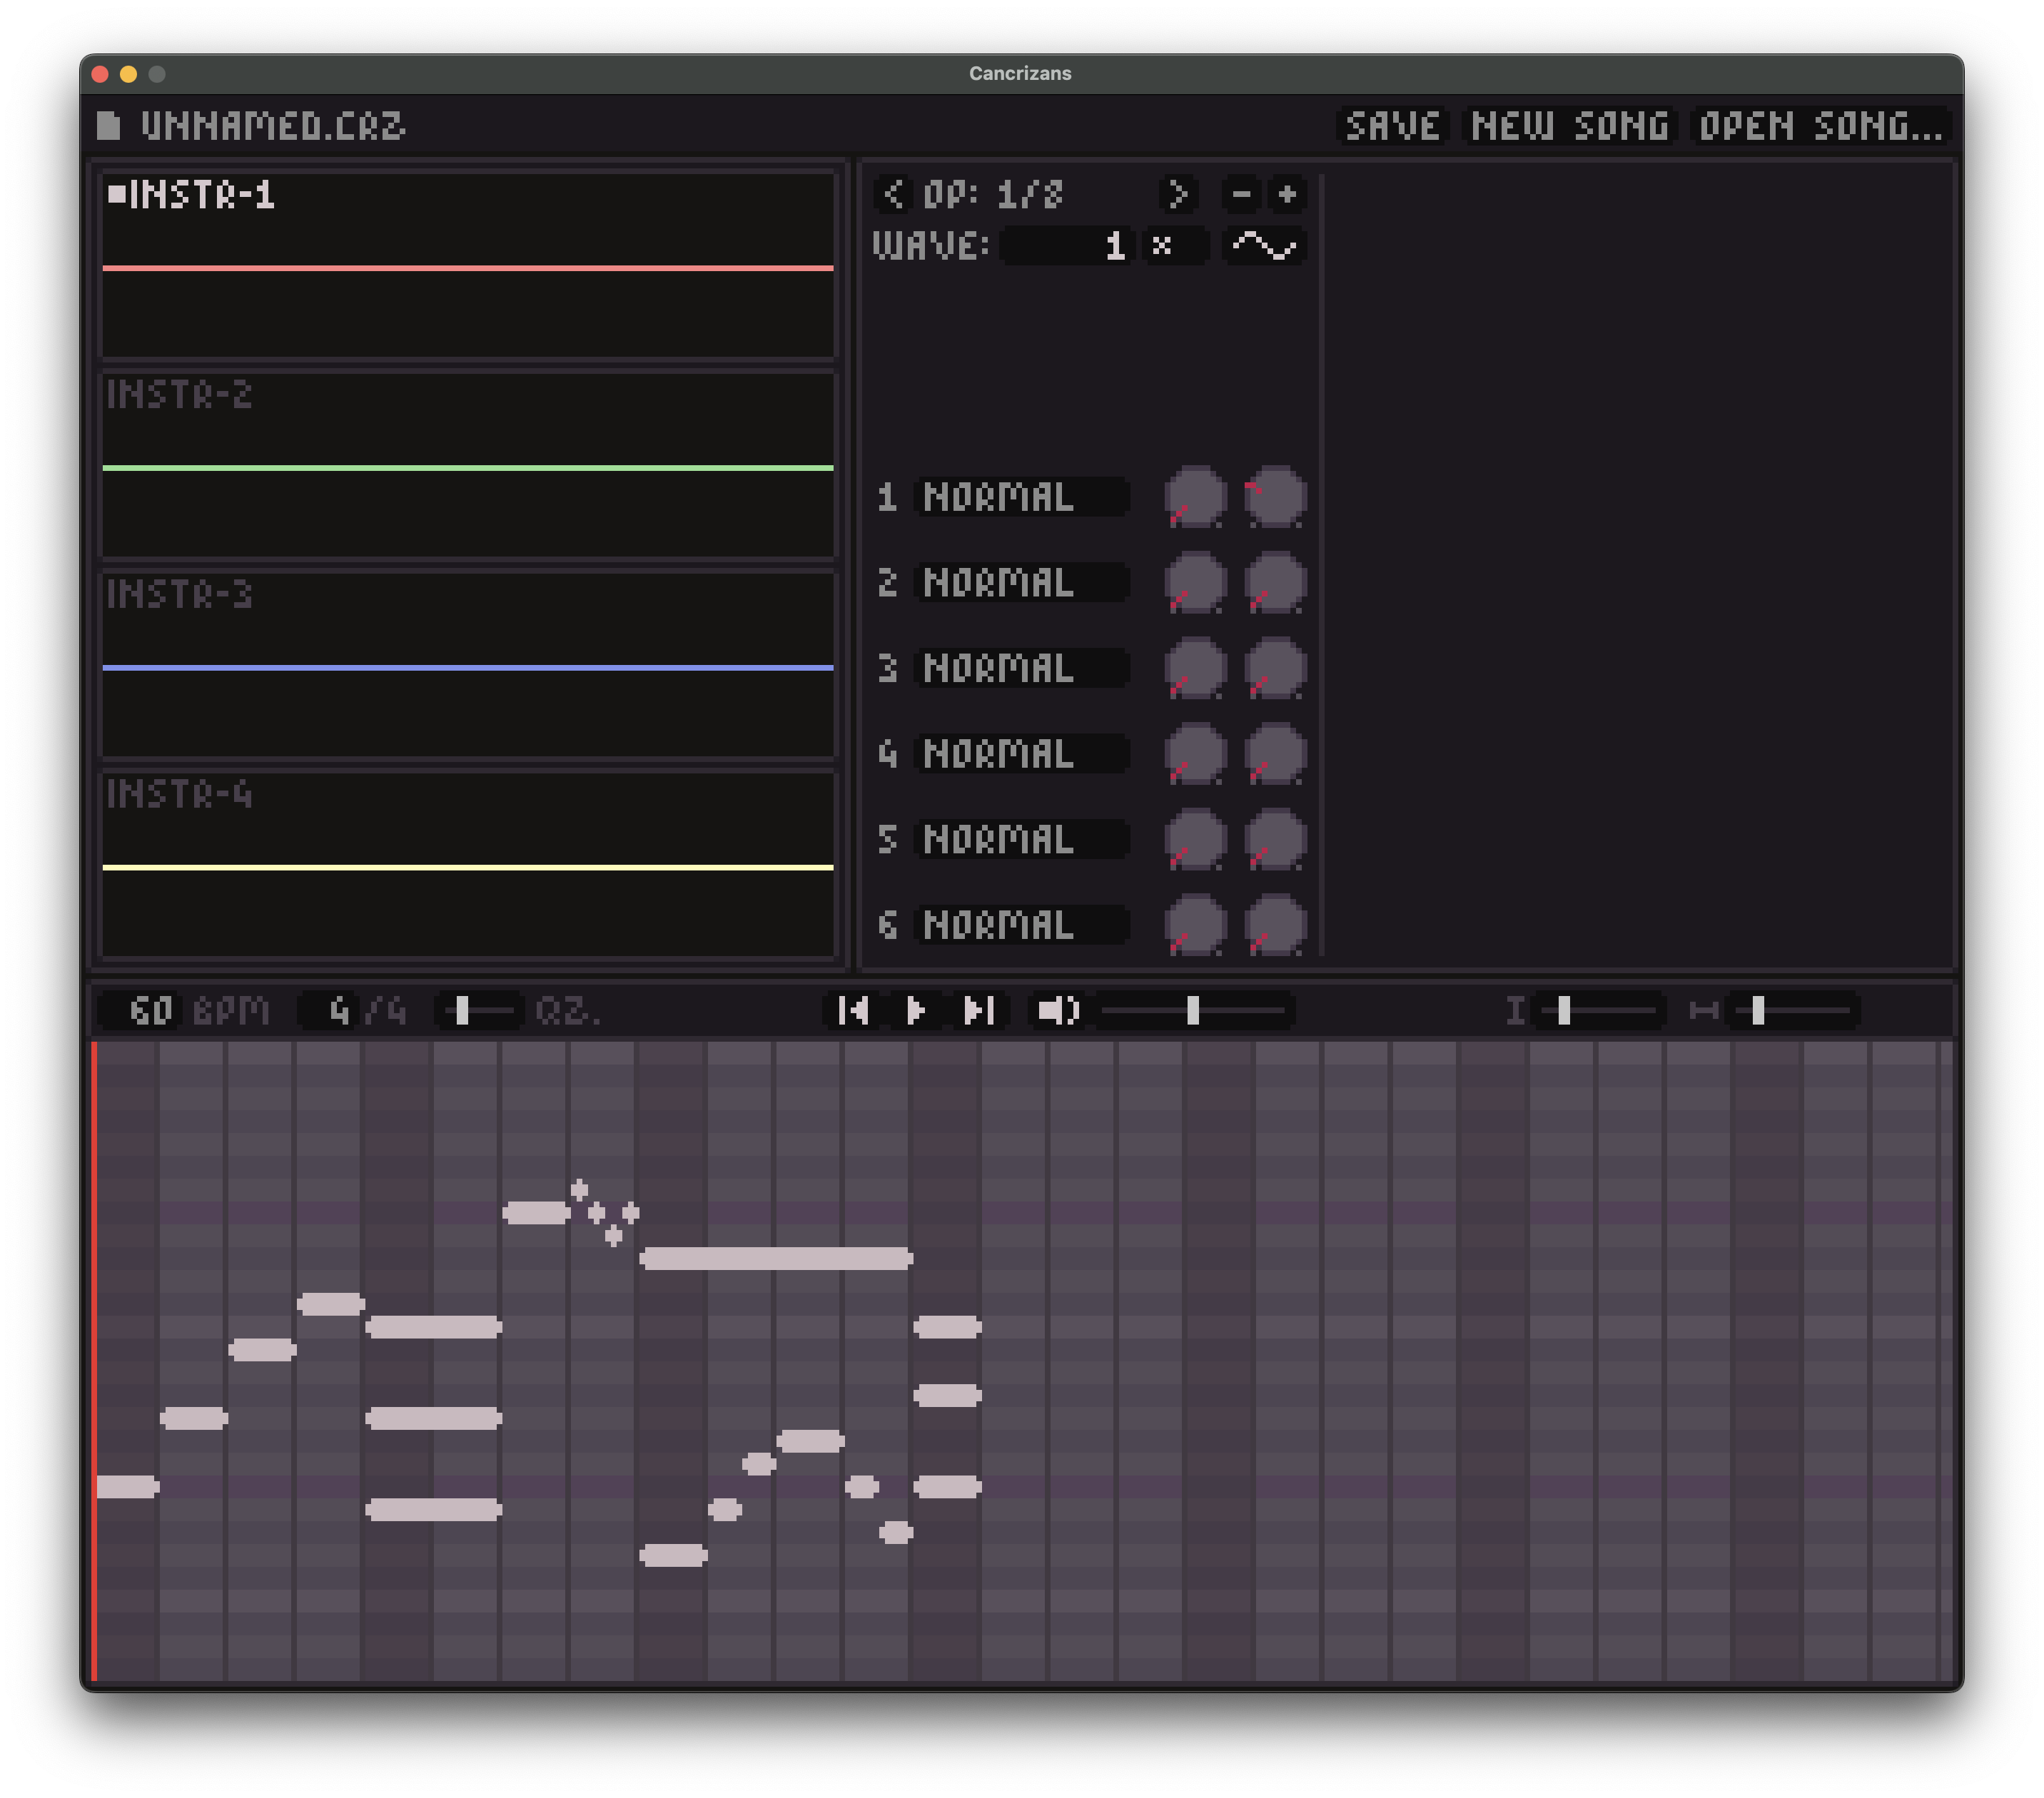 Cancrizans
UNNAMED.CRZ
SAVE NEW SONG OPEN SONG...
INSTR-1
INSTR-2
INSTR-3
INSTR-4
< OP: 1/8 > - +
WAVE: 1 x
1 NORMAL
2 NORMAL
3 NORMAL
4 NORMAL
5 NORMAL
6 NORMAL
60 BPM 4 /4 QZ.